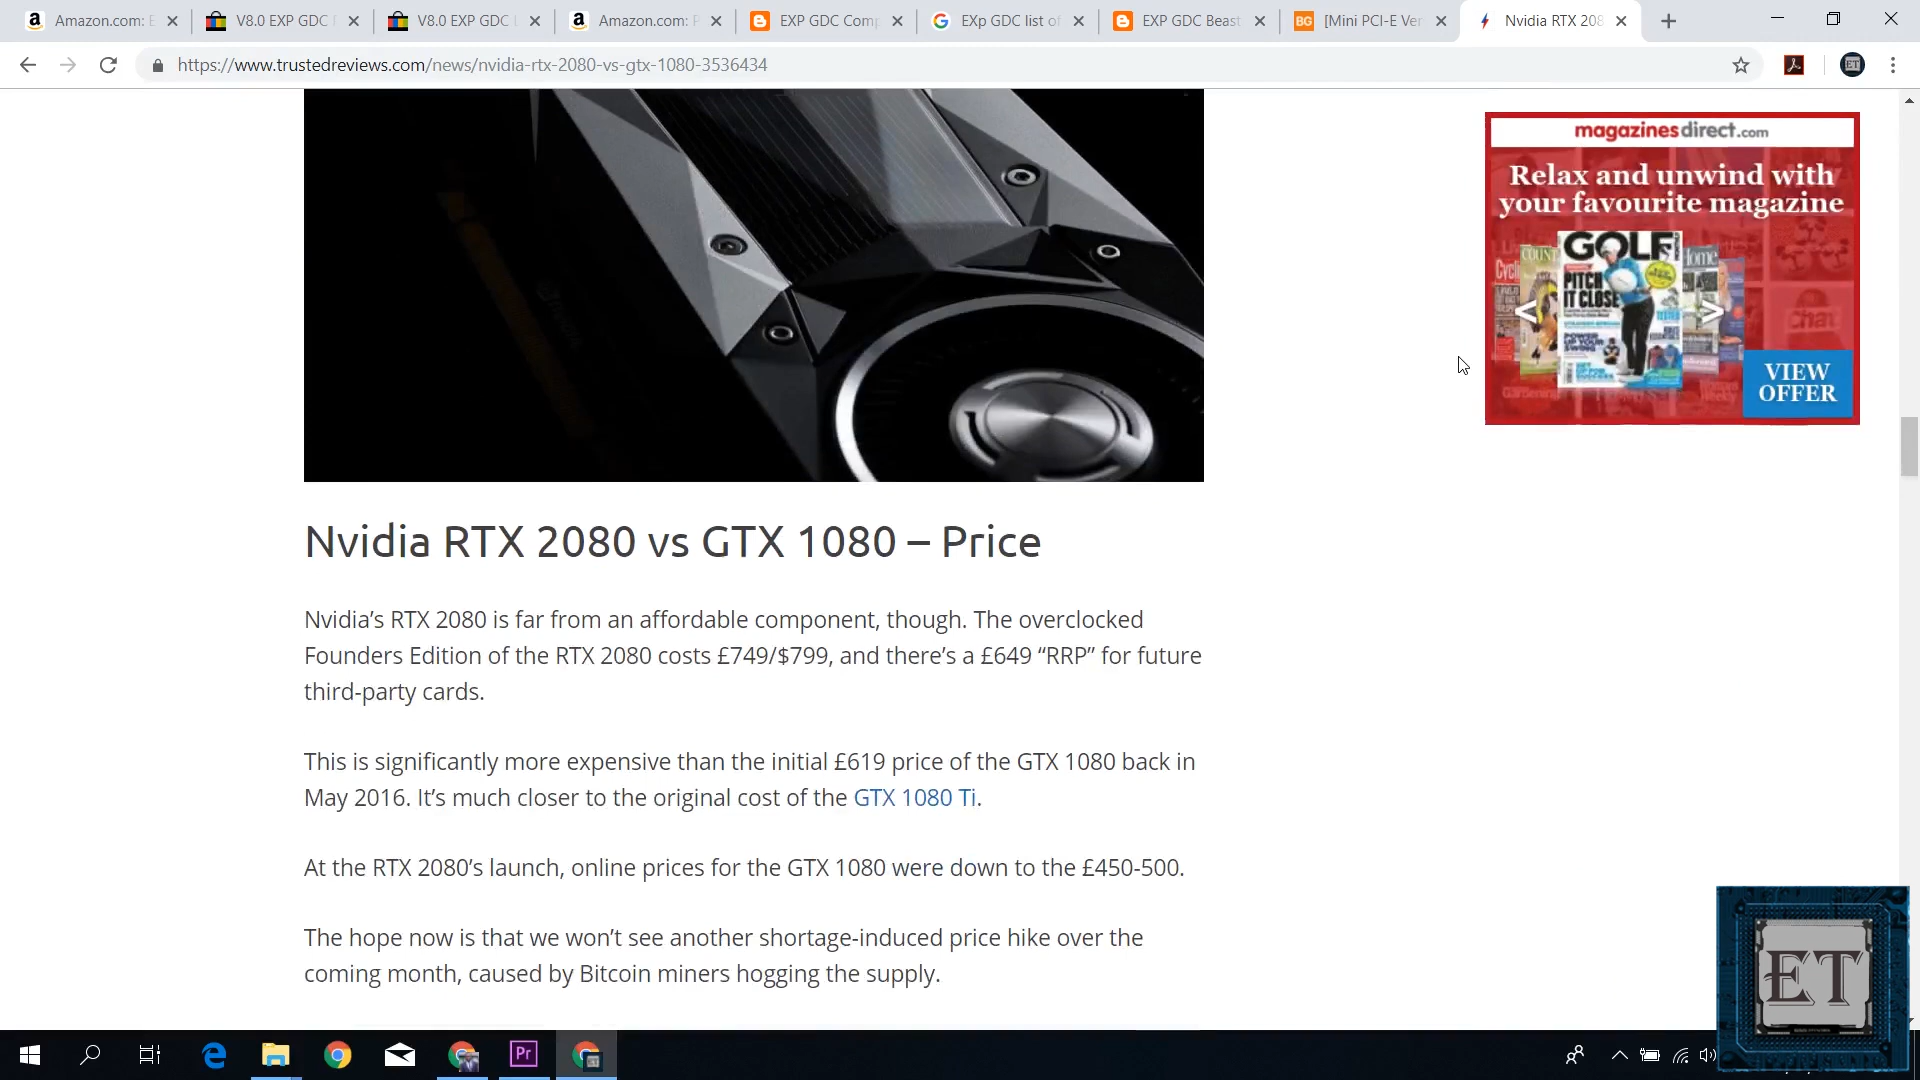 Amazon.com: E
V8.0 EXP GDC
V8.0 EXP GDC
Amazon.com: P
EXP GDC Comp
EXp GDC list of
EXP GDC Beast
[Mini PCI-E Ver
Nvidia RTX 208
https://www.trustedreviews.com/news/nvidia-rtx-2080-vs-gtx-1080-3536434
ET
magazinesdirect.com
Relax and unwind with
your favourite magazine
GOLF
PITCH
IT CLOSE
Home
chat
VIEW
OFFER
Nvidia RTX 2080 vs GTX 1080 – Price
Nvidia’s RTX 2080 is far from an affordable component, though. The overclocked
Founders Edition of the RTX 2080 costs £749/$799, and there’s a £649 “RRP” for future
third-party cards.
This is significantly more expensive than the initial £619 price of the GTX 1080 back in
May 2016. It’s much closer to the original cost of the GTX 1080 Ti.
At the RTX 2080’s launch, online prices for the GTX 1080 were down to the £450-500.
The hope now is that we won’t see another shortage-induced price hike over the
coming month, caused by Bitcoin miners hogging the supply.
ET
Pr